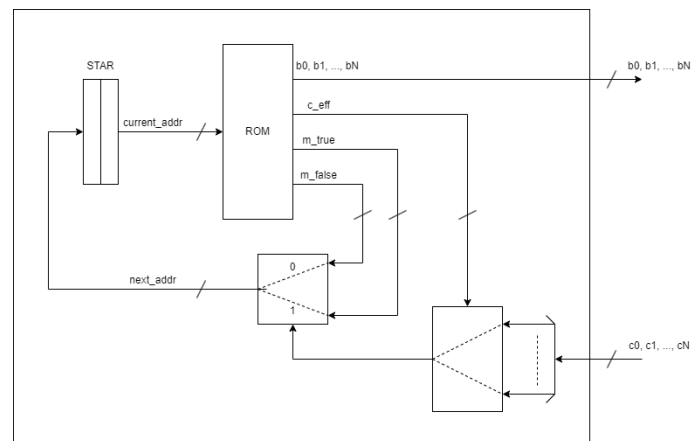 STAR
b0, b1, ..., bN
b0, b1, ..., bN
c_eff
current_addr
ROM
m_true
m_false
next_addr
0
1
c0, c1, ..., cN